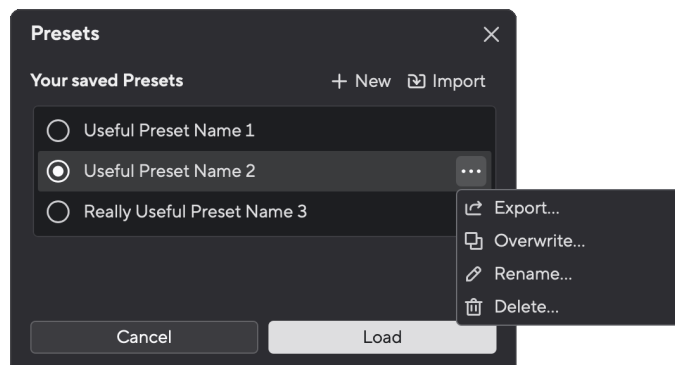 Presets
Your saved Presets
New Import
Useful Preset Name 1
Useful Preset Name 2
Really Useful Preset Name 3
Export...
Overwrite...
Rename...
Delete...
Cancel Load